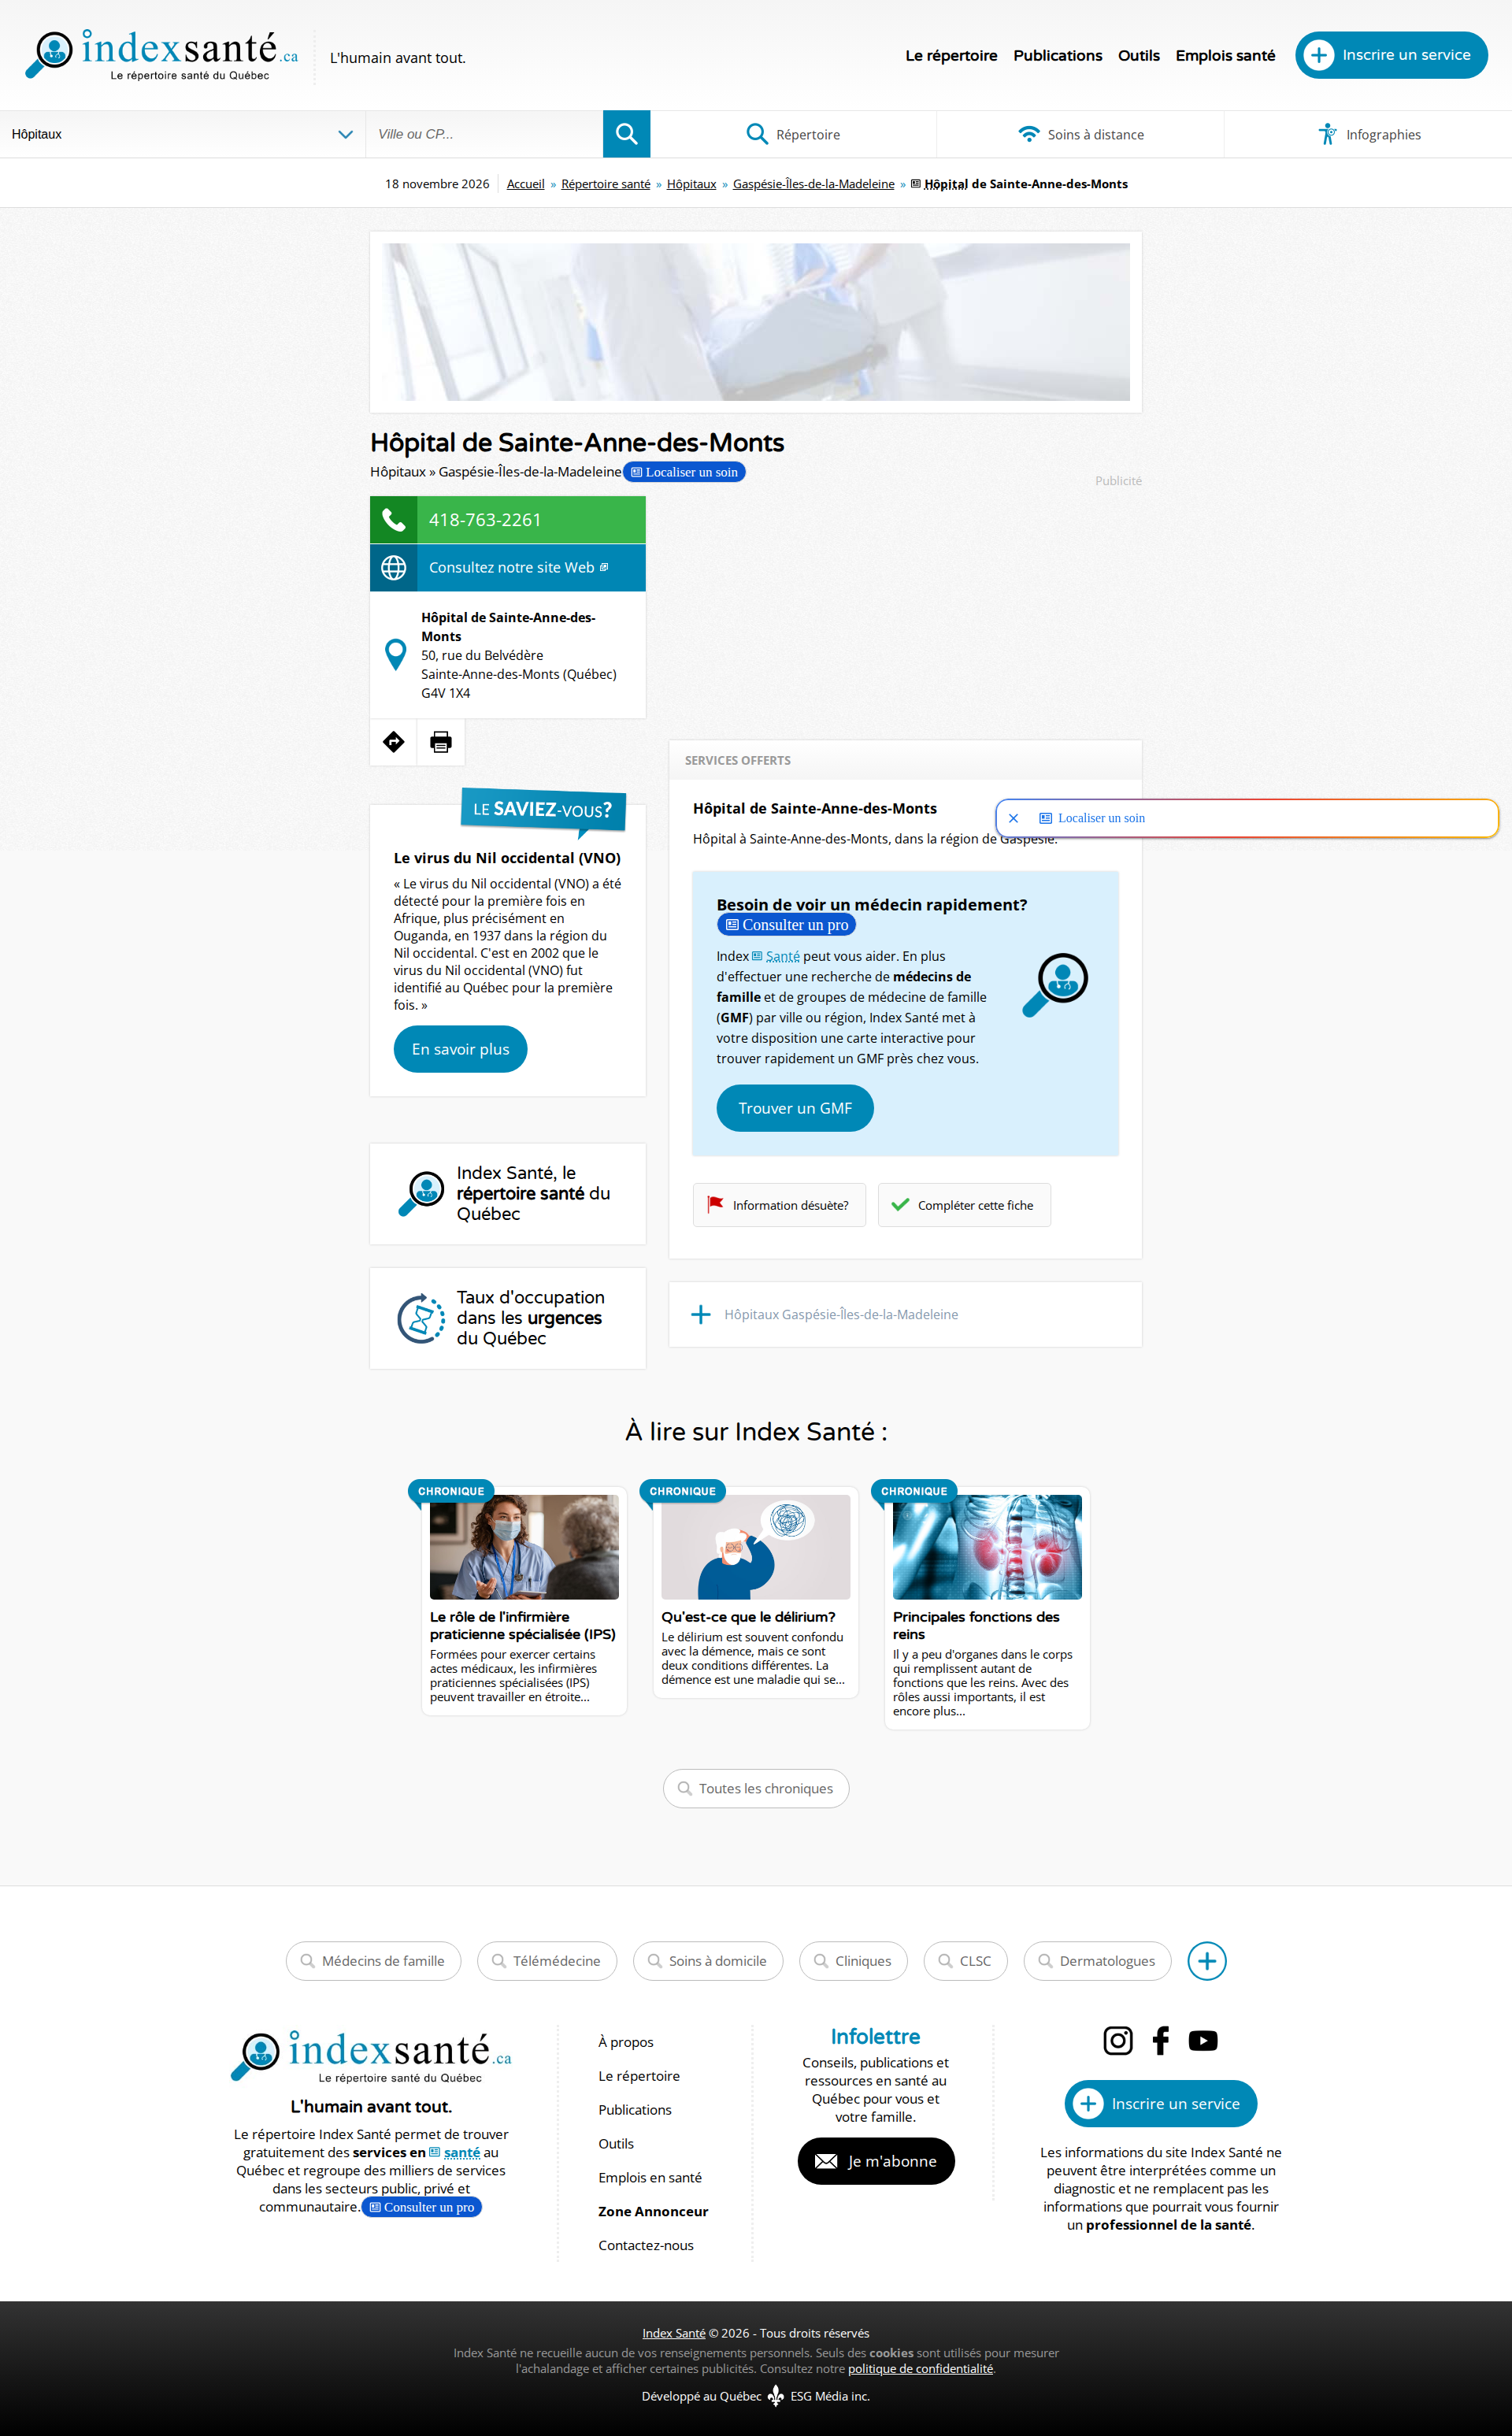 indexsanté.ca
Le répertoire santé du Québec
L'humain avant tout.
Le répertoire
Publications
Outils
Emplois santé
Inscrire un service
Hôpitaux
Ville ou CP...
Répertoire
Soins à distance
Infographies
18 novembre 2026
Accueil » Répertoire santé » Hôpitaux » Gaspésie-Îles-de-la-Madeleine » Hôpital de Sainte-Anne-des-Monts
Hôpital de Sainte-Anne-des-Monts
Hôpitaux » Gaspésie-Îles-de-la-Madeleine Localiser un soin
Publicité
418-763-2261
Consultez notre site Web
Hôpital de Sainte-Anne-des-
Monts
50, rue du Belvédère
Sainte-Anne-des-Monts (Québec)
G4V 1X4
LE SAVIEZ-VOUS?
Le virus du Nil occidental (VNO)
« Le virus du Nil occidental (VNO) a été
détecté pour la première fois en
Afrique, plus précisément en
Ouganda, en 1937 dans la région du
Nil occidental. C'est en 2002 que le
virus du Nil occidental (VNO) fut
identifié au Québec pour la première
fois. »
En savoir plus
Index Santé, le
répertoire santé du
Québec
Taux d'occupation
dans les urgences
du Québec
SERVICES OFFERTS
Hôpital de Sainte-Anne-des-Monts
Localiser un soin
Hôpital à Sainte-Anne-des-Monts, dans la région de Gaspésie.
Besoin de voir un médecin rapidement?
Consulter un pro
Index Santé peut vous aider. En plus
d'effectuer une recherche de médecins de
famille et de groupes de médecine de famille
(GMF) par ville ou région, Index Santé met à
votre disposition une carte interactive pour
trouver rapidement un GMF près chez vous.
Trouver un GMF
Information désuète?
Compléter cette fiche
Hôpitaux Gaspésie-Îles-de-la-Madeleine
À lire sur Index Santé :
CHRONIQUE
Le rôle de l'infirmière
praticienne spécialisée (IPS)
Formées pour exercer certains
actes médicaux, les infirmières
praticiennes spécialisées (IPS)
peuvent travailler en étroite...
CHRONIQUE
Qu'est-ce que le délirium?
Le délirium est souvent confondu
avec la démence, mais ce sont
deux conditions différentes. La
démence est une maladie qui se...
CHRONIQUE
Principales fonctions des
reins
Il y a peu d'organes dans le corps
qui remplissent autant de
fonctions que les reins. Avec des
rôles aussi importants, il est
encore plus...
Toutes les chroniques
Médecins de famille
Télémédecine
Soins à domicile
Cliniques
CLSC
Dermatologues
indexsanté.ca
Le répertoire santé du Québec
L'humain avant tout.
Le répertoire Index Santé permet de trouver
gratuitement des services en santé au
Québec et regroupe des milliers de services
dans les secteurs public, privé et
communautaire. Consulter un pro
À propos
Le répertoire
Publications
Outils
Emplois en santé
Zone Annonceur
Contactez-nous
Infolettre
Conseils, publications et
ressources en santé au
Québec pour vous et
votre famille.
Je m'abonne
Inscrire un service
Les informations du site Index Santé ne
peuvent être interprétées comme un
diagnostic et ne remplacent pas les
informations que pourrait vous fournir
un professionnel de la santé.
Index Santé © 2026 - Tous droits réservés
Index Santé ne recueille aucun de vos renseignements personnels. Seuls des cookies sont utilisés pour mesurer
l'achalandage et afficher certaines publicités. Consultez notre politique de confidentialité.
Développé au Québec ESG Média inc.